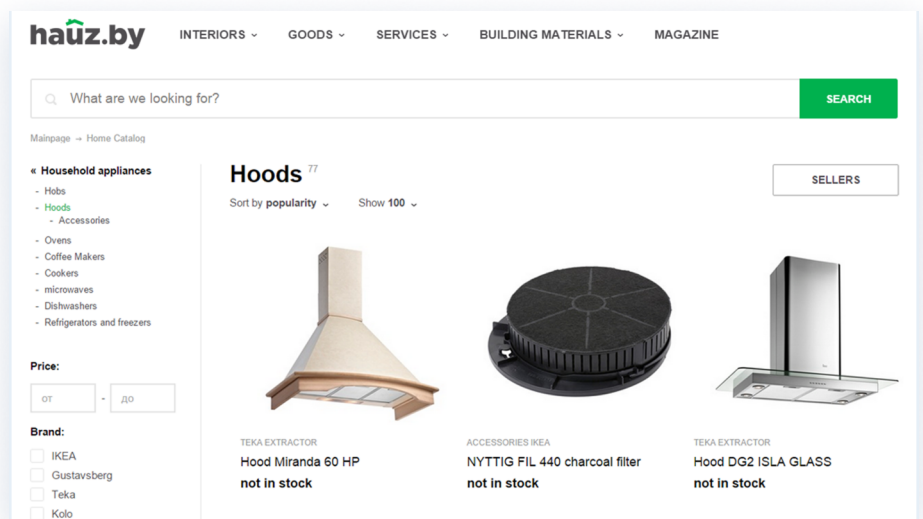 hauz.by
INTERIORS GOODS SERVICES BUILDING MATERIALS MAGAZINE
What are we looking for? SEARCH
Mainpage → Home Catalog
« Household appliances
- Hobs
- Hoods
- Accessories
- Ovens
- Coffee Makers
- Cookers
- microwaves
- Dishwashers
- Refrigerators and freezers
Price:
от - до
Brand:
IKEA
Gustavsberg
Teka
Kolo
Hoods 77
SELLERS
Sort by popularity Show 100
TEKA EXTRACTOR
Hood Miranda 60 HP
not in stock
ACCESSORIES IKEA
NYTTIG FIL 440 charcoal filter
not in stock
TEKA EXTRACTOR
Hood DG2 ISLA GLASS
not in stock